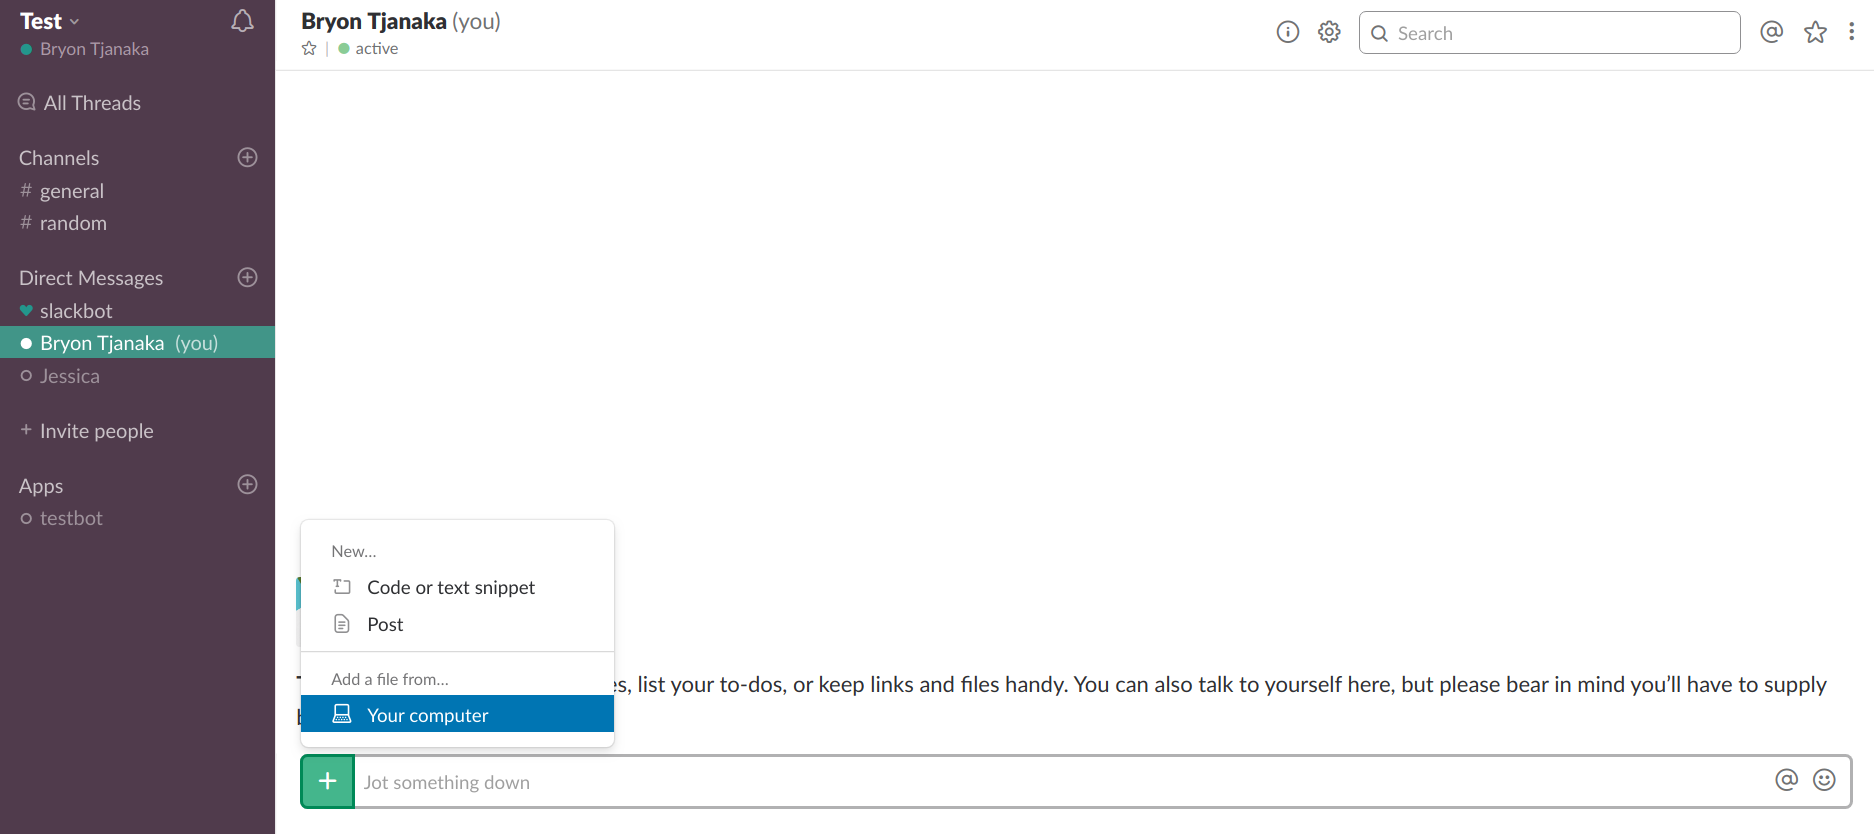 Test
Bryon Tjanaka
All Threads
Channels
# general
# random
Direct Messages
slackbot
Bryon Tjanaka (you)
Jessica
+ Invite people
Apps
testbot
Bryon Tjanaka (you)
active
Search
New...
Code or text snippet
Post
Add a file from...
Your computer
list your to-dos, or keep links and files handy. You can also talk to yourself here, but please bear in mind you’ll have to supply
Jot something down